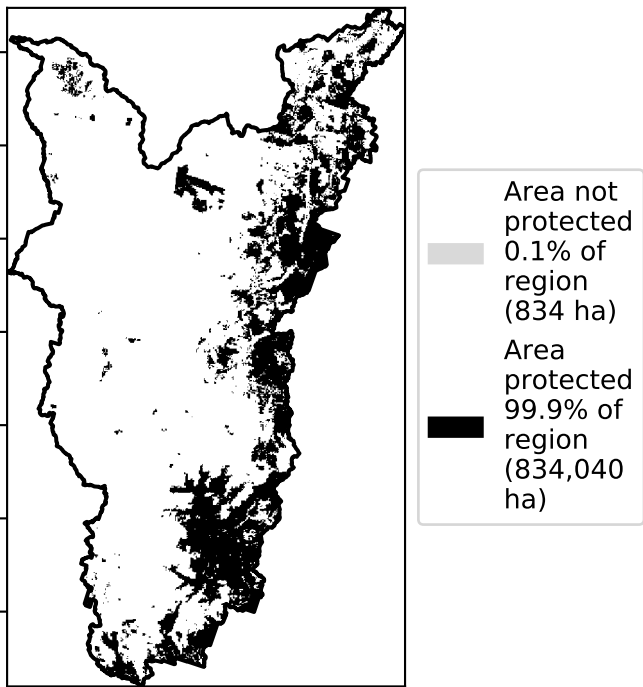 Area not
protected
0.1% of
region
(834 ha)
Area
protected
99.9% of
region
(834,040
ha)